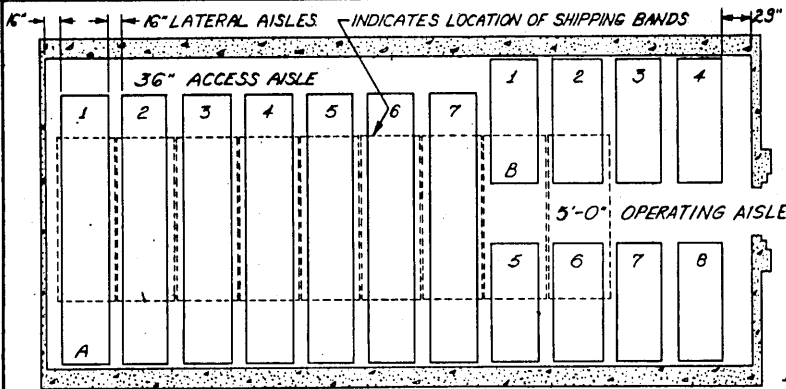 16" 16" LATERAL AISLES. INDICATES LOCATION OF SHIPPING BANDS 29"
36" ACCESS AISLE
1 2 3 4
1 2 3 4 5 6 7
B
5'-0" OPERATING AISLE
5 6 7 8
A